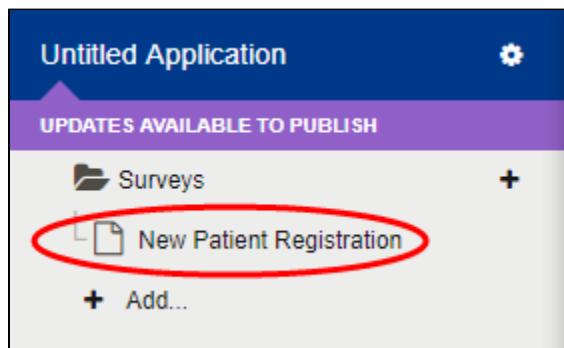 Untitled Application
UPDATES AVAILABLE TO PUBLISH
Surveys
New Patient Registration
Add...